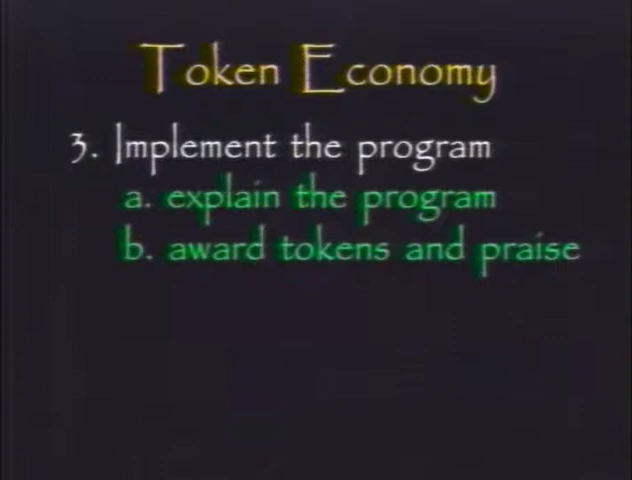 Token Economy
3. Implement the program
a. explain the program
b. award tokens and praise